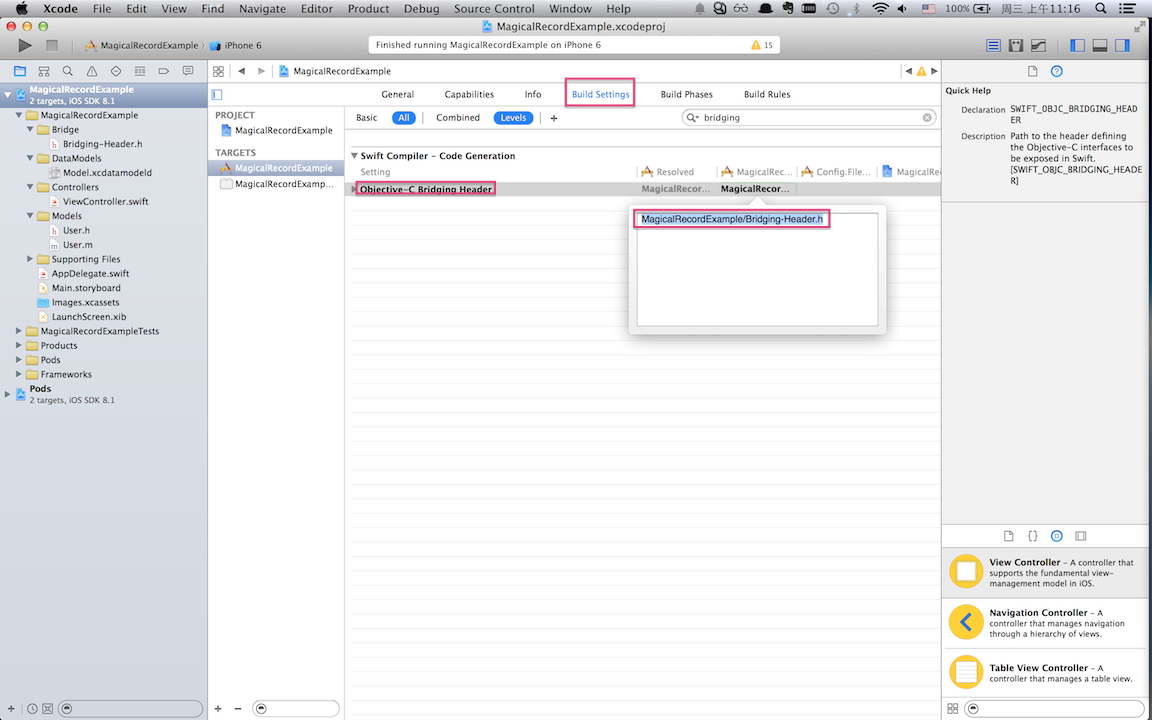 Xcode File Edit View Find Navigate Editor Product Debug Source Control Window Help 100% 周三 上午11:16
MagicalRecordExample.xcodeproj
MagicalRecordExample iPhone 6
Finished running MagicalRecordExample on iPhone 6 15
MagicalRecordExample
2 targets, iOS SDK 8.1
MagicalRecordExample
Bridge
Bridging-Header.h
DataModels
Model.xcdatamodeld
Controllers
ViewController.swift
Models
User.h
User.m
Supporting Files
AppDelegate.swift
Main.storyboard
Images.xcassets
LaunchScreen.xib
MagicalRecordExampleTests
Products
Pods
Frameworks
Pods
2 targets, iOS SDK 8.1
MagicalRecordExample
General Capabilities Info Build Settings Build Phases Build Rules
PROJECT
MagicalRecordExample
TARGETS
MagicalRecordExample
MagicalRecordExamp...
Basic All Combined Levels + bridging
Swift Compiler – Code Generation
Setting Resolved MagicalRec... Config.File... MagicalRec
Objective-C Bridging Header MagicalRecor... MagicalRecor...
MagicalRecordExample/Bridging-Header.h
Quick Help
Declaration SWIFT_OBJC_BRIDGING_HEAD
ER
Description Path to the header defining
the Objective-C interfaces to
be exposed in Swift.
[SWIFT_OBJC_BRIDGING_HEADE
R]
View Controller – A controller that
supports the fundamental view-
management model in iOS.
Navigation Controller – A
controller that manages navigation
through a hierarchy of views.
Table View Controller – A
controller that manages a table view.